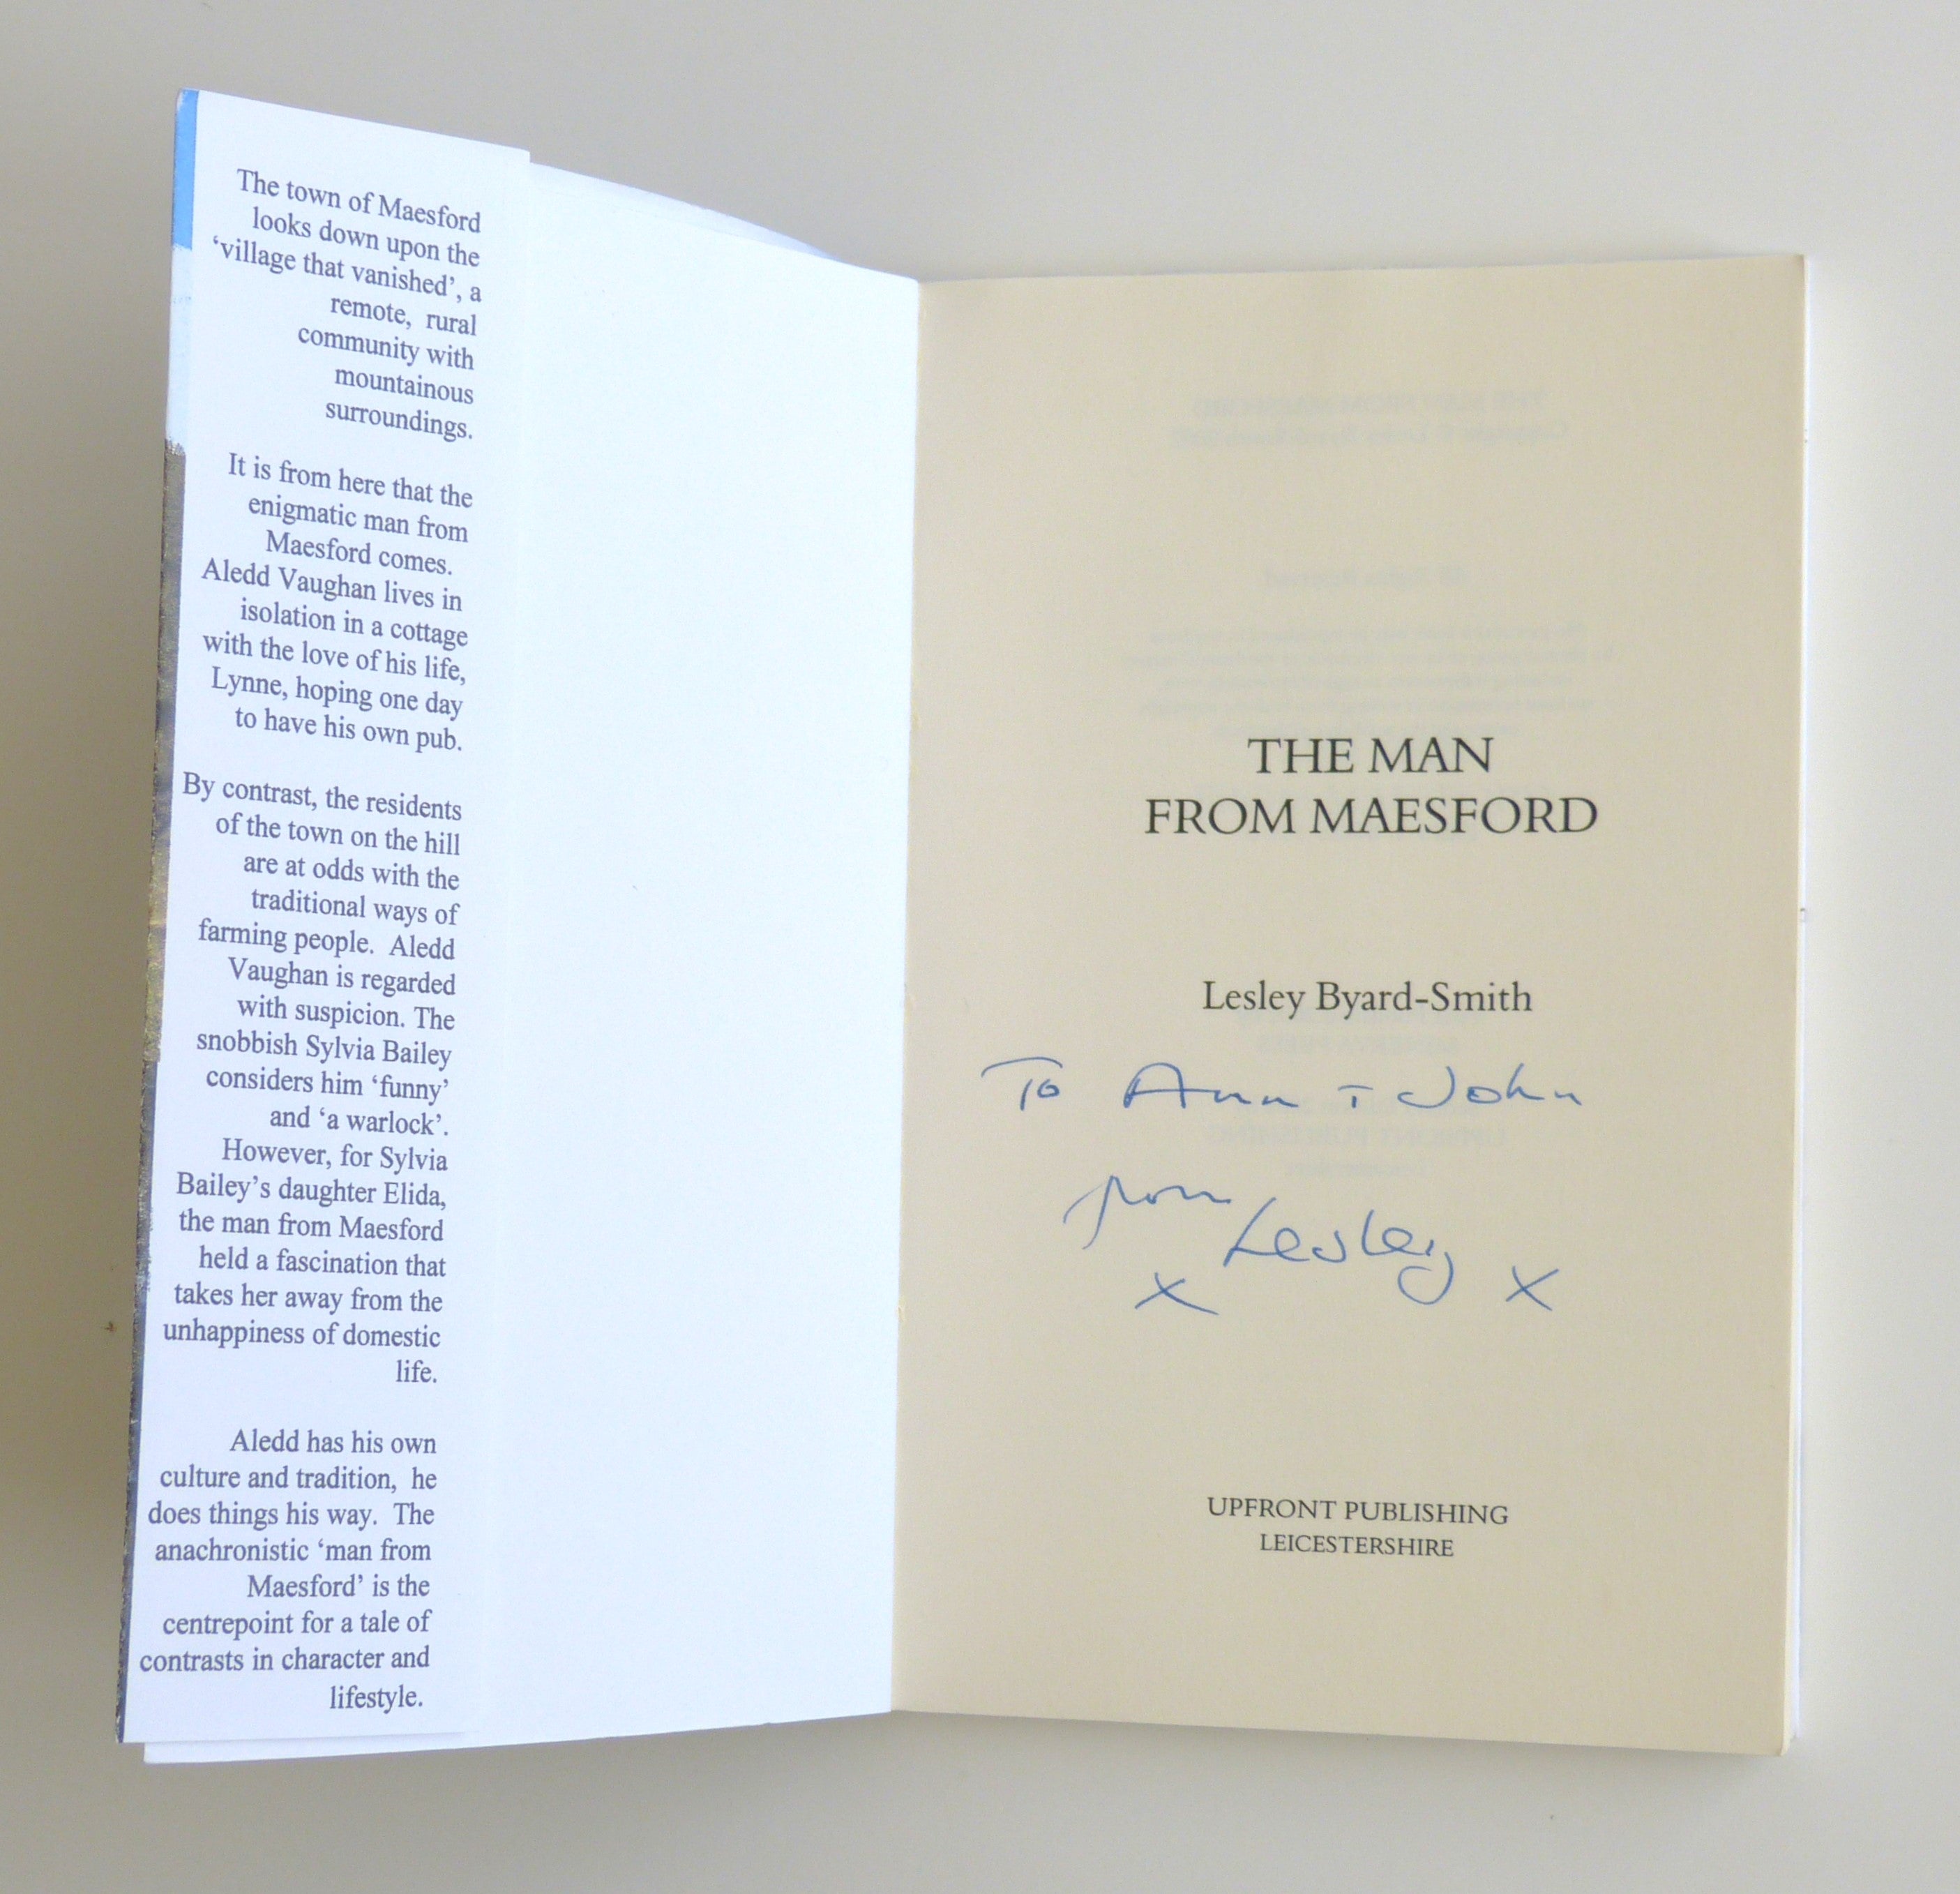 The town of Maesford
looks down upon the
‘village that vanished’, a
remote, rural
community with
mountainous
surroundings.
It is from here that the
enigmatic man from
Maesford comes.
Aledd Vaughan lives in
isolation in a cottage
with the love of his life,
Lynne, hoping one day
to have his own pub.
By contrast, the residents
of the town on the hill
are at odds with the
traditional ways of
farming people. Aledd
Vaughan is regarded
with suspicion. The
snobbish Sylvia Bailey
considers him ‘funny’
and ‘a warlock’.
However, for Sylvia
Bailey’s daughter Elida,
the man from Maesford
held a fascination that
takes her away from the
unhappiness of domestic
life.
Aledd has his own
culture and tradition, he
does things his way. The
anachronistic ‘man from
Maesford’ is the
centrepoint for a tale of
contrasts in character and
lifestyle.
THE MAN
FROM MAESFORD
Lesley Byard-Smith
To Ann + John
from
Lesley
x x
UPFRONT PUBLISHING
LEICESTERSHIRE